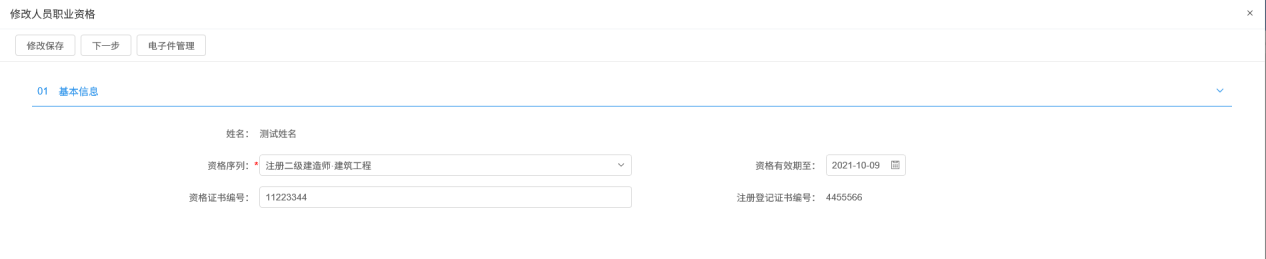 修改人员职业资格 ×
修改保存 下一步 电子件管理
01 基本信息
姓名： 测试姓名
资格序列：*注册二级建造师·建筑工程 资格有效期至： 2021-10-09
资格证书编号： 11223344 注册登记证书编号： 4455566